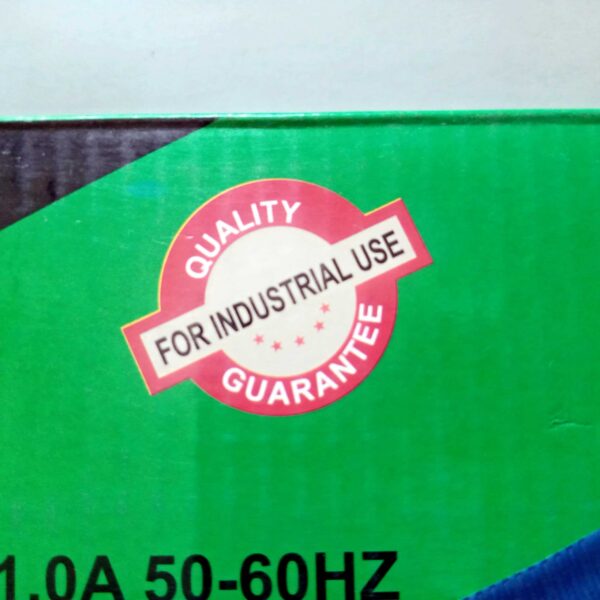 QUALITY
FOR INDUSTRIAL USE
GUARANTEE
1.0A 50-60HZ